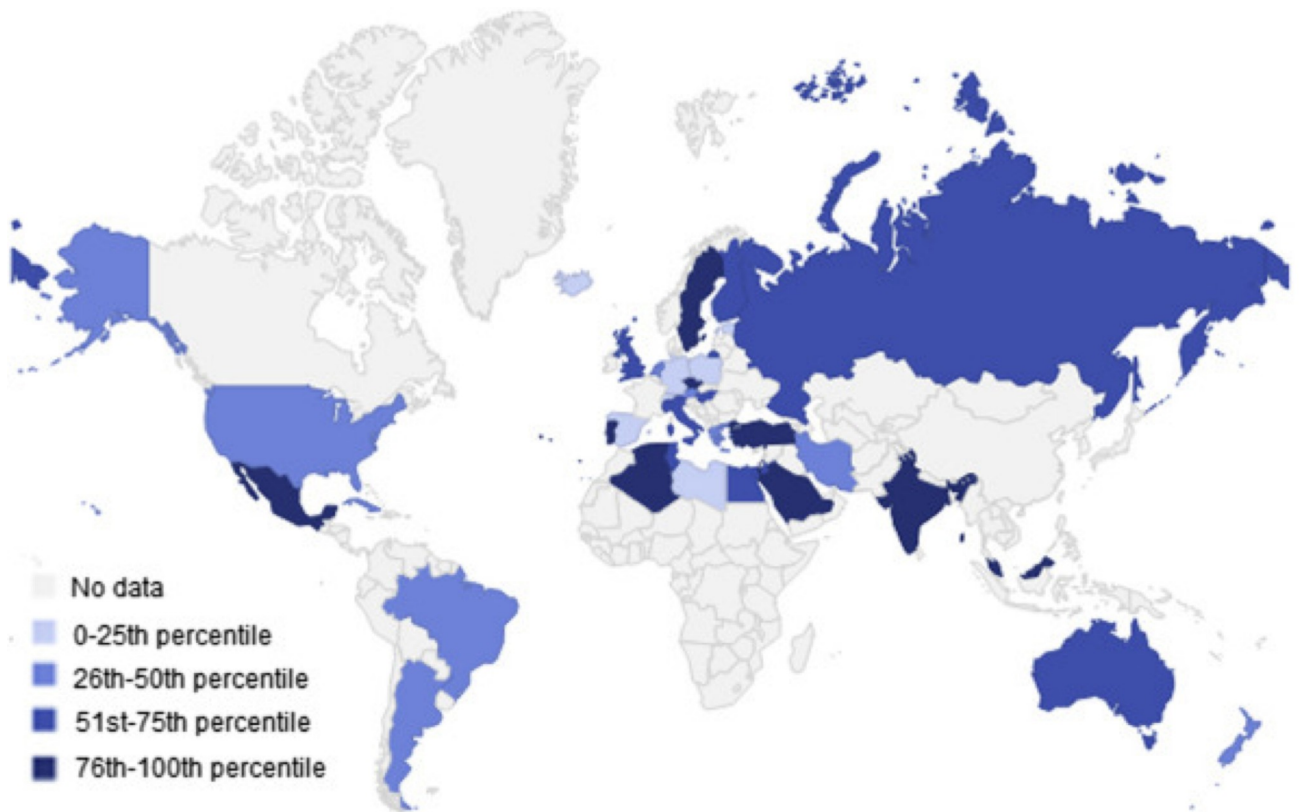 No data
0-25th percentile
26th-50th percentile
51st-75th percentile
76th-100th percentile